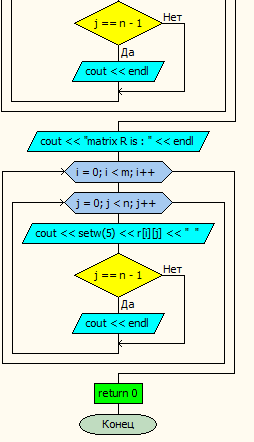 j == n - 1
Нет
Да
cout << endl
cout << "matrix R is : " << endl
i = 0; i < m; i++
j = 0; j < n; j++
cout << setw(5) << r[i][j] << "  "
j == n - 1
Нет
Да
cout << endl
return 0
Конец